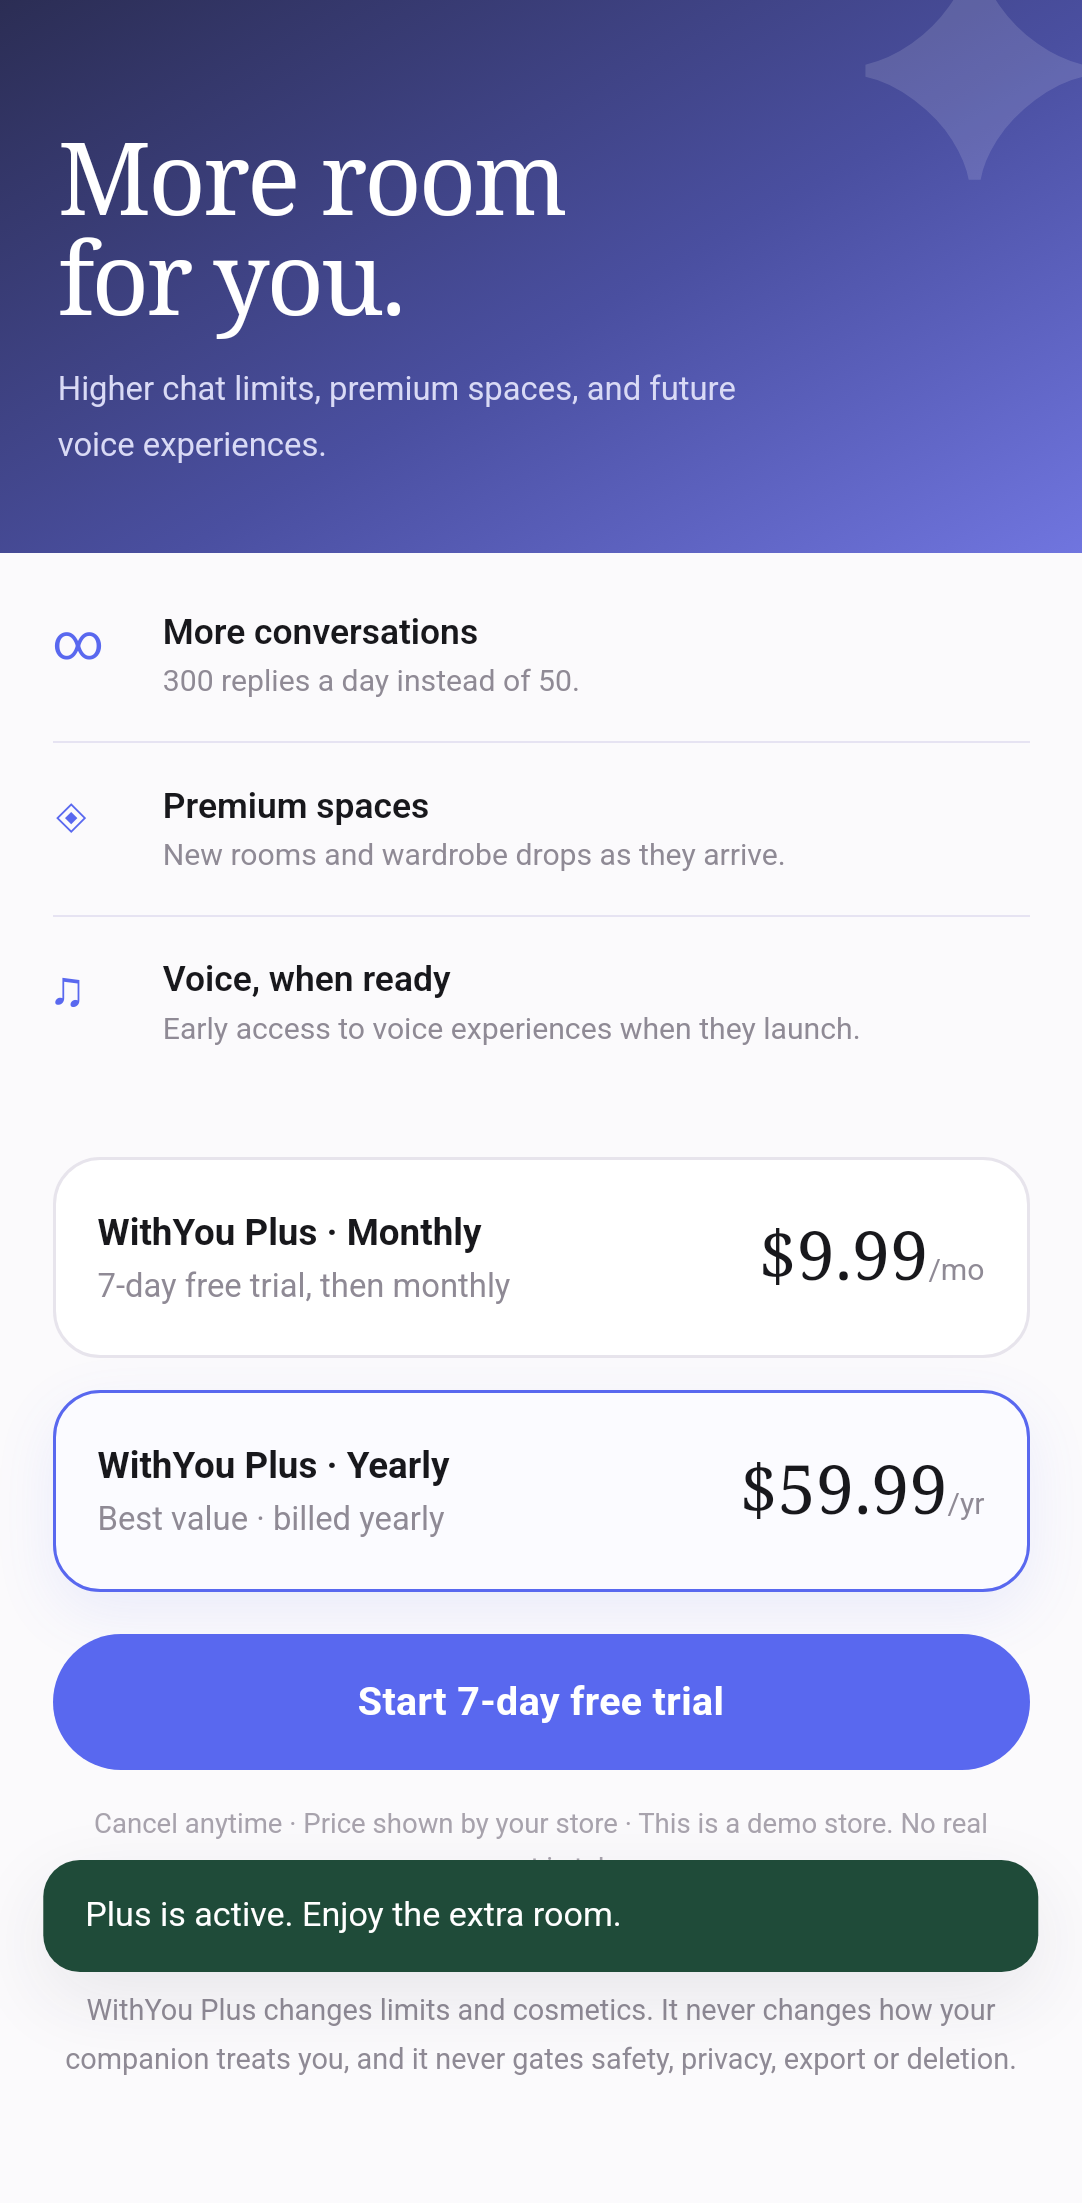 More room
for you.
Higher chat limits, premium spaces, and future
voice experiences.
More conversations
300 replies a day instead of 50.
Premium spaces
New rooms and wardrobe drops as they arrive.
Voice, when ready
Early access to voice experiences when they launch.
WithYou Plus · Monthly
7-day free trial, then monthly
$9.99/mo
WithYou Plus · Yearly
Best value · billed yearly
$59.99/yr
Start 7-day free trial
Cancel anytime · Price shown by your store · This is a demo store. No real
Plus is active. Enjoy the extra room.
WithYou Plus changes limits and cosmetics. It never changes how your
companion treats you, and it never gates safety, privacy, export or deletion.